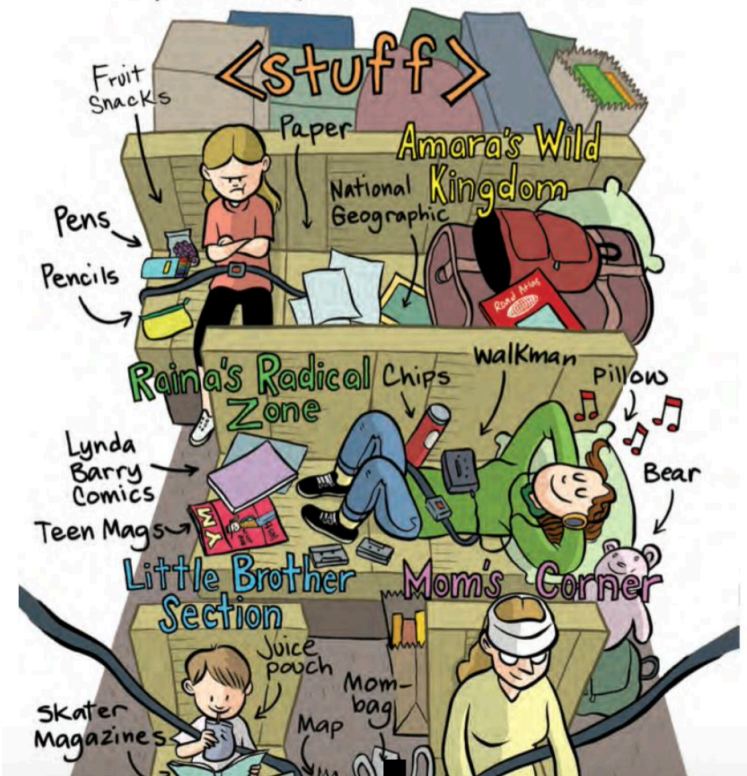 <stuff>
Fruit
Snacks
Paper
Amara's Wild
Kingdom
National
Geographic
Pens
Pencils
Road Atlas
Raina's Radical
Zone
Chips
Walkman
Pillow
Lynda
Barry
Comics
Bear
Teen Mags
YM
Little Brother
Section
Mom's Corner
Juice
pouch
Mom-
bag
Skater
Magazines
Map